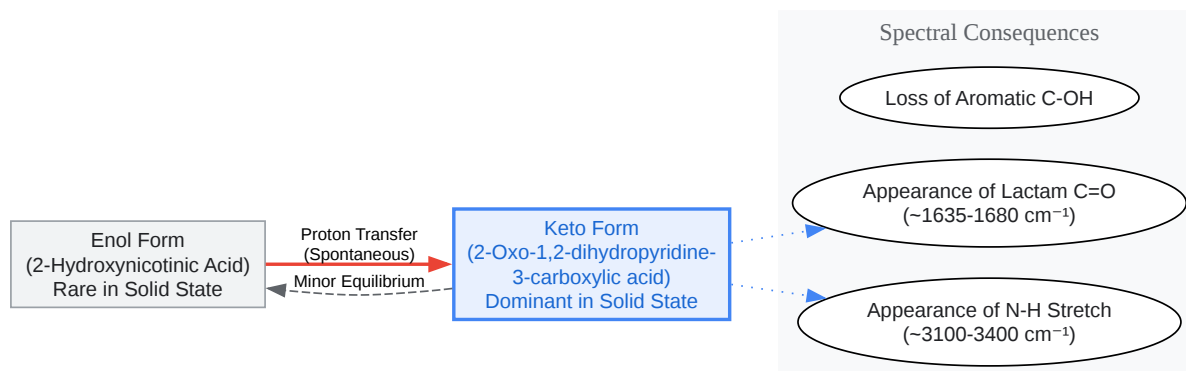 Spectral Consequences
Loss of Aromatic C-OH
Appearance of Lactam C=O
(~1635-1680 cm⁻¹)
Enol Form
(2-Hydroxynicotinic Acid)
Rare in Solid State
Proton Transfer
(Spontaneous)
Minor Equilibrium
Keto Form
(2-Oxo-1,2-dihydropyridine-
3-carboxylic acid)
Dominant in Solid State
Appearance of N-H Stretch
(~3100-3400 cm⁻¹)